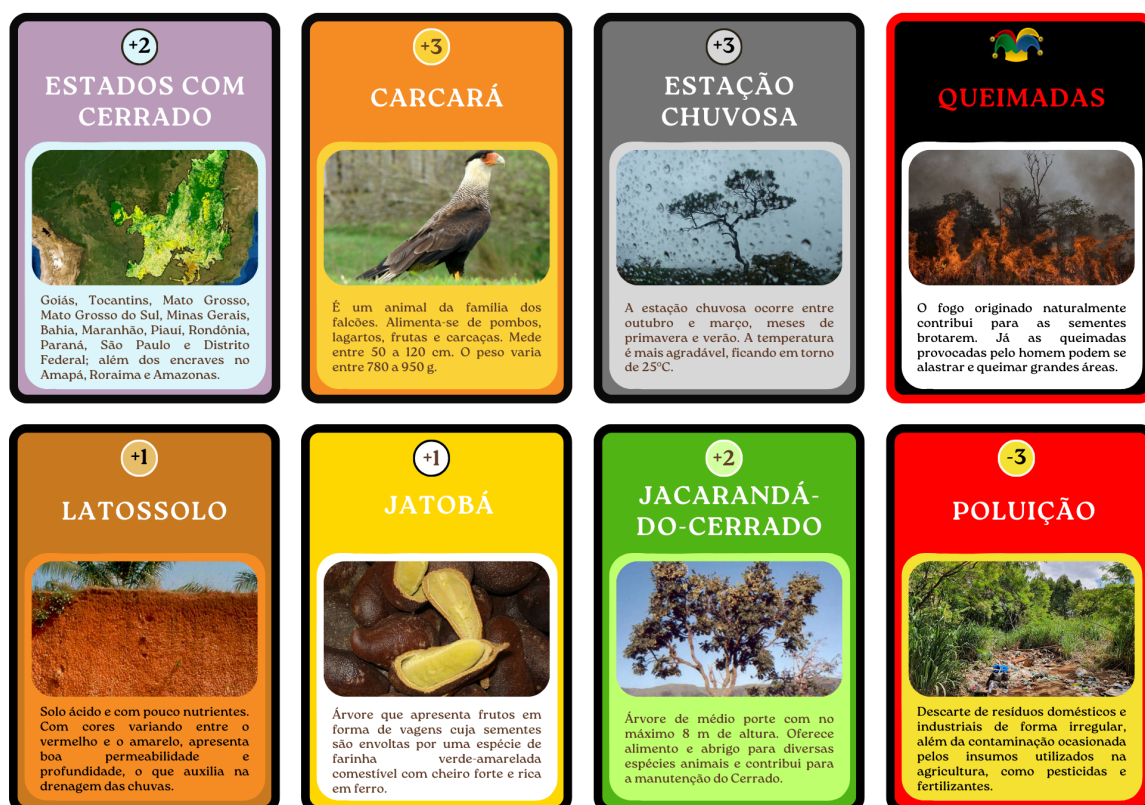 +2
ESTADOS COM
CERRADO
Goiás, Tocantins, Mato Grosso,
Mato Grosso do Sul, Minas Gerais,
Bahia, Maranhão, Piauí, Rondônia,
Paraná, São Paulo e Distrito
Federal; além dos encraves no
Amapá, Roraima e Amazonas.
+3
CARCARÁ
É um animal da família dos
falcões. Alimenta-se de pombos,
lagartos, frutas e carcaças. Mede
entre 50 a 120 cm. O peso varia
entre 780 a 950 g.
+3
ESTAÇÃO
CHUVOSA
A estação chuvosa ocorre entre
outubro e março, meses de
primavera e verão. A temperatura
é mais agradável, ficando em torno
de 25°C.
QUEIMADAS
O fogo originado naturalmente
contribui para as sementes
brotarem. Já as queimadas
provocadas pelo homem podem se
alastrar e queimar grandes áreas.
+1
LATOSSOLO
Solo ácido e com pouco nutrientes.
Com cores variando entre o
vermelho e o amarelo, apresenta
boa permeabilidade e
profundidade, o que auxilia na
drenagem das chuvas.
+1
JATOBÁ
Árvore que apresenta frutos em
forma de vagens cuja sementes
são envoltas por uma espécie de
farinha verde-amarelada
comestível com cheiro forte e rica
em ferro.
+2
JACARANDÁ-
DO-CERRADO
Árvore de médio porte com no
máximo 8 m de altura. Oferece
alimento e abrigo para diversas
espécies animais e contribui para
a manutenção do Cerrado.
-3
POLUIÇÃO
Descarte de resíduos domésticos e
industriais de forma irregular,
além da contaminação ocasionada
pelos insumos utilizados na
agricultura, como pesticidas e
fertilizantes.